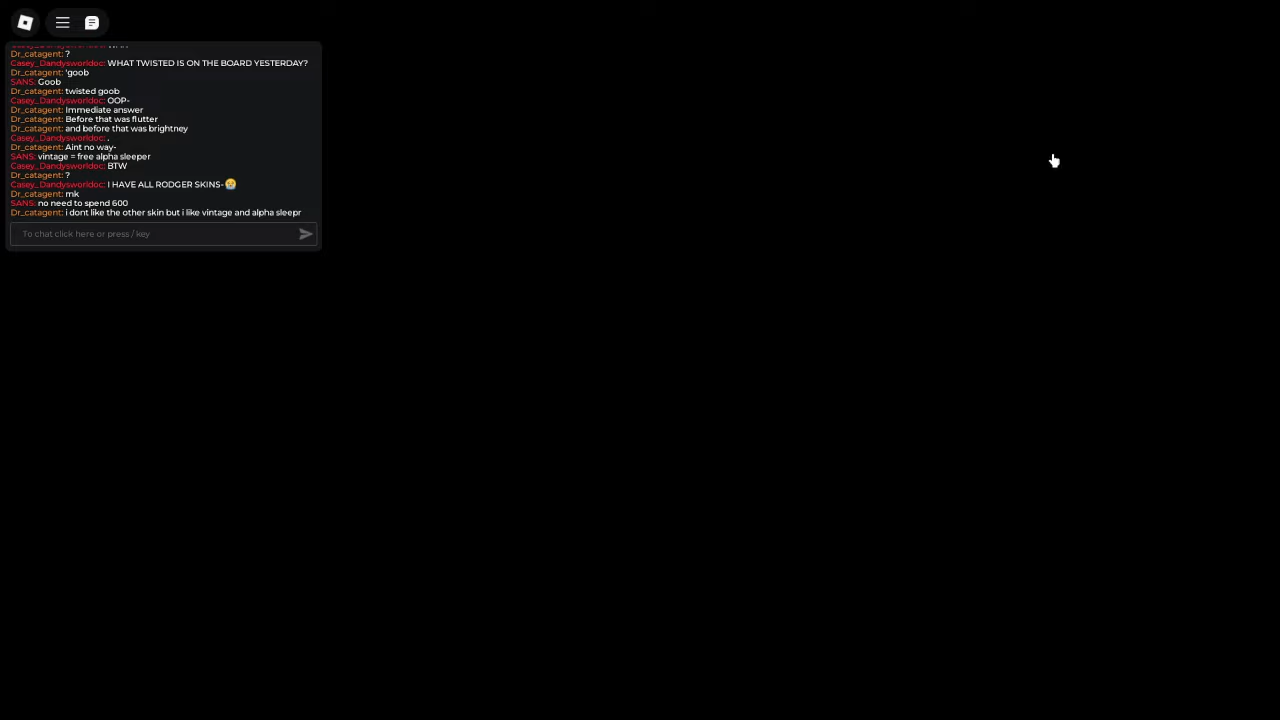 Dr_catagent: ?
Casey_Dandysworldoc: WHAT TWISTED IS ON THE BOARD YESTERDAY?
Dr_catagent: 'goob
SANS: Goob
Dr_catagent: twisted goob
Casey_Dandysworldoc: OOP-
Dr_catagent: Immediate answer
Dr_catagent: Before that was flutter
Dr_catagent: and before that was brightney
Casey_Dandysworldoc: .
Dr_catagent: Aint no way-
SANS: vintage = free alpha sleeper
Casey_Dandysworldoc: BTW
Dr_catagent: ?
Casey_Dandysworldoc: I HAVE ALL RODGER SKINS-😭
Dr_catagent: mk
SANS: no need to spend 600
Dr_catagent: i dont like the other skin but i like vintage and alpha sleepr
To chat click here or press / key